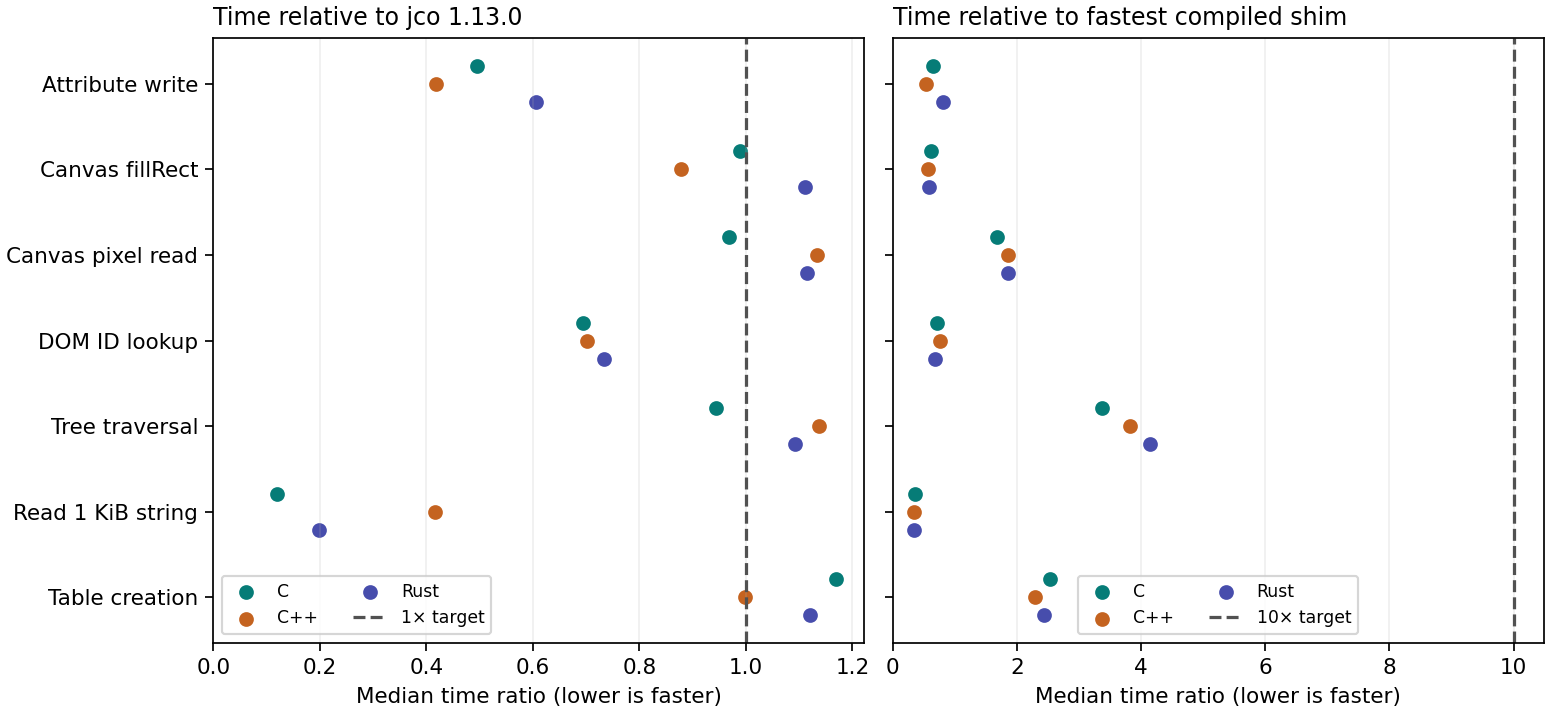 Time relative to jco 1.13.0
Attribute write
Canvas fillRect
Canvas pixel read
DOM ID lookup
Tree traversal
Read 1 KiB string
Table creation
C
C++
Rust
1× target
0.0 0.2 0.4 0.6 0.8 1.0 1.2
Median time ratio (lower is faster)
Time relative to fastest compiled shim
C
C++
Rust
10× target
0 2 4 6 8 10
Median time ratio (lower is faster)